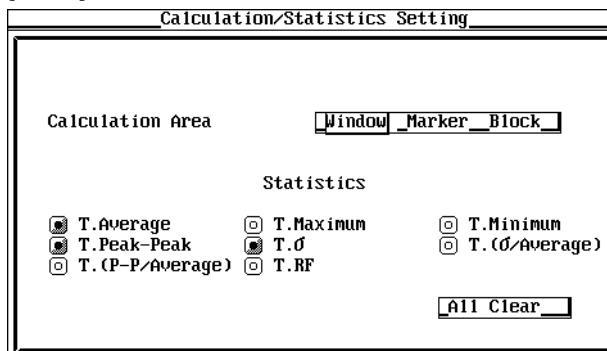 Calculation/Statistics Setting
Calculation Area Window Marker Block
Statistics
T.Average T.Maximum T.Minimum
T.Peak-Peak T.σ T.(σ/Average)
T.(P-P/Average) T.RF
All Clear